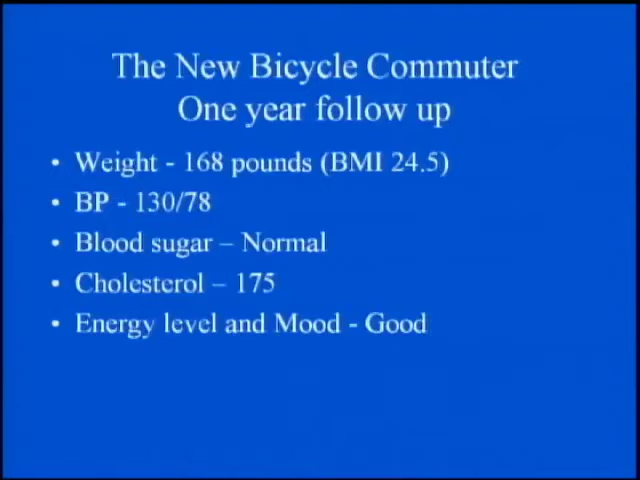 The New Bicycle Commuter
One year follow up
• Weight - 168 pounds (BMI 24.5)
• BP - 130/78
• Blood sugar – Normal
• Cholesterol – 175
• Energy level and Mood - Good